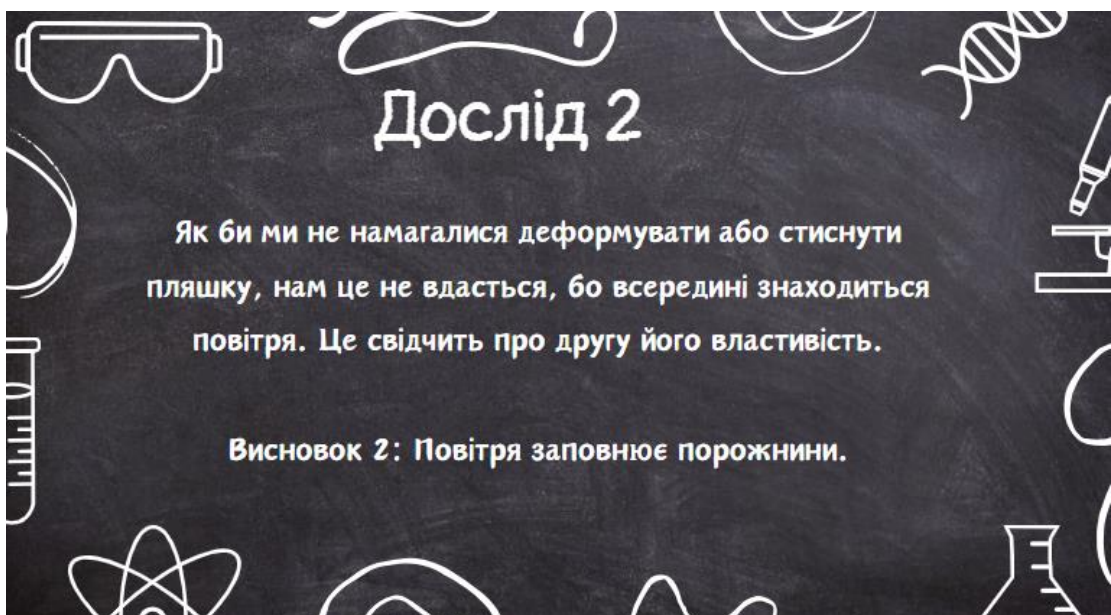 Дослід 2
Як би ми не намагалися деформувати або стиснути
пляшку, нам це не вдасться, бо всередині знаходиться
повітря. Це свідчить про другу його властивість.
Висновок 2: Повітря заповнює порожнини.